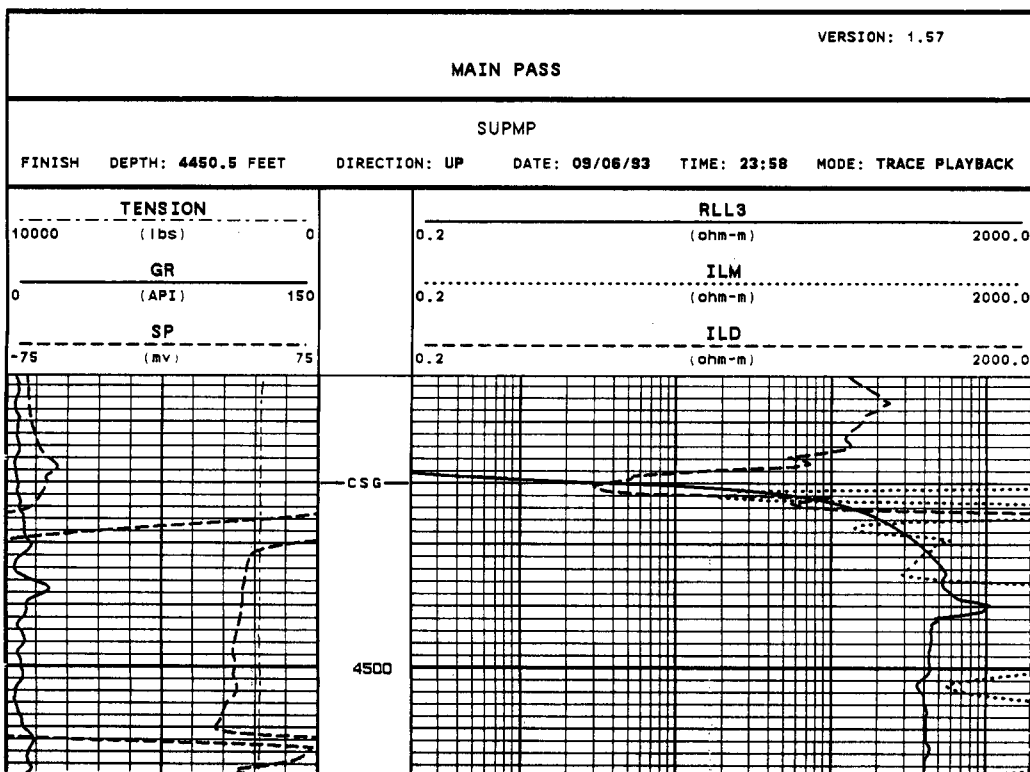 VERSION: 1.57
MAIN PASS
SUPMP
FINISH DEPTH: 4450.5 FEET DIRECTION: UP DATE: 09/06/93 TIME: 23:58 MODE: TRACE PLAYBACK
TENSION
10000 (lbs) 0
GR
0 (API) 150
SP
-75 (mv) 75
RLL3
0.2 (ohm-m) 2000.0
ILM
0.2 (ohm-m) 2000.0
ILD
0.2 (ohm-m) 2000.0
CSG
4500